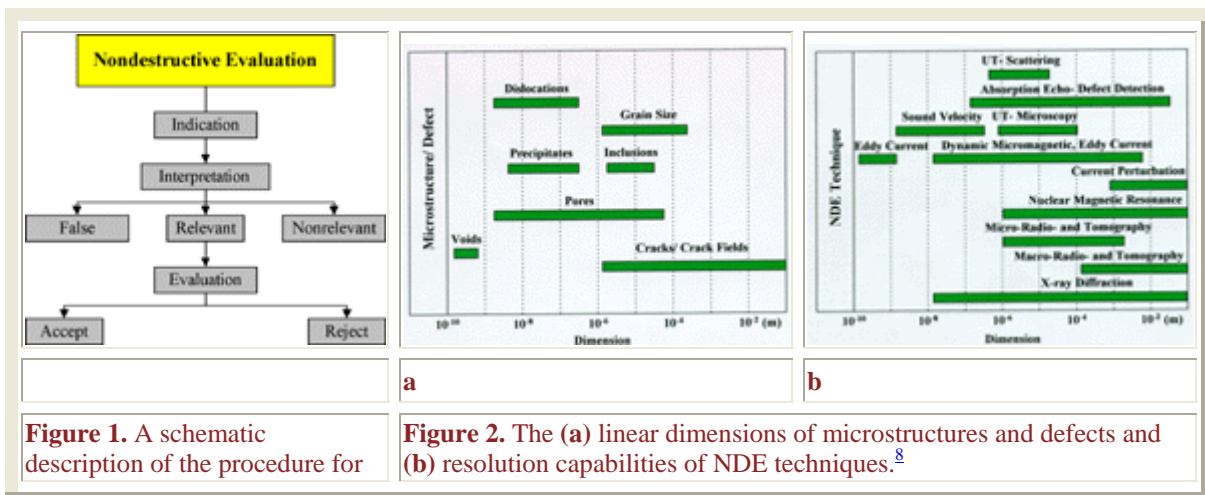 Nondestructive Evaluation
Indication
Interpretation
False
Relevant
Nonrelevant
Evaluation
Accept
Reject
Microstructure/ Defect
Dislocations
Grain Size
Precipitates
Inclusions
Pores
Voids
Cracks/ Crack Fields
10-10
10-8
10-6
10-4
10-2 (m)
Dimension
NDE Technique
UT- Scattering
Absorption Echo- Defect Detection
Sound Velocity
UT- Microscopy
Eddy Current
Dynamic Micromagnetic, Eddy Current
Current Pertarbation
Nuclear Magnetic Resonance
Micro-Radio- and Tomography
Macro-Radio- and Tomography
X-ray Diffraction
10-10
10-8
10-6
10-4
10-2 (m)
Dimension
a
b
Figure 1. A schematic
description of the procedure for
Figure 2. The (a) linear dimensions of microstructures and defects and
(b) resolution capabilities of NDE techniques.8